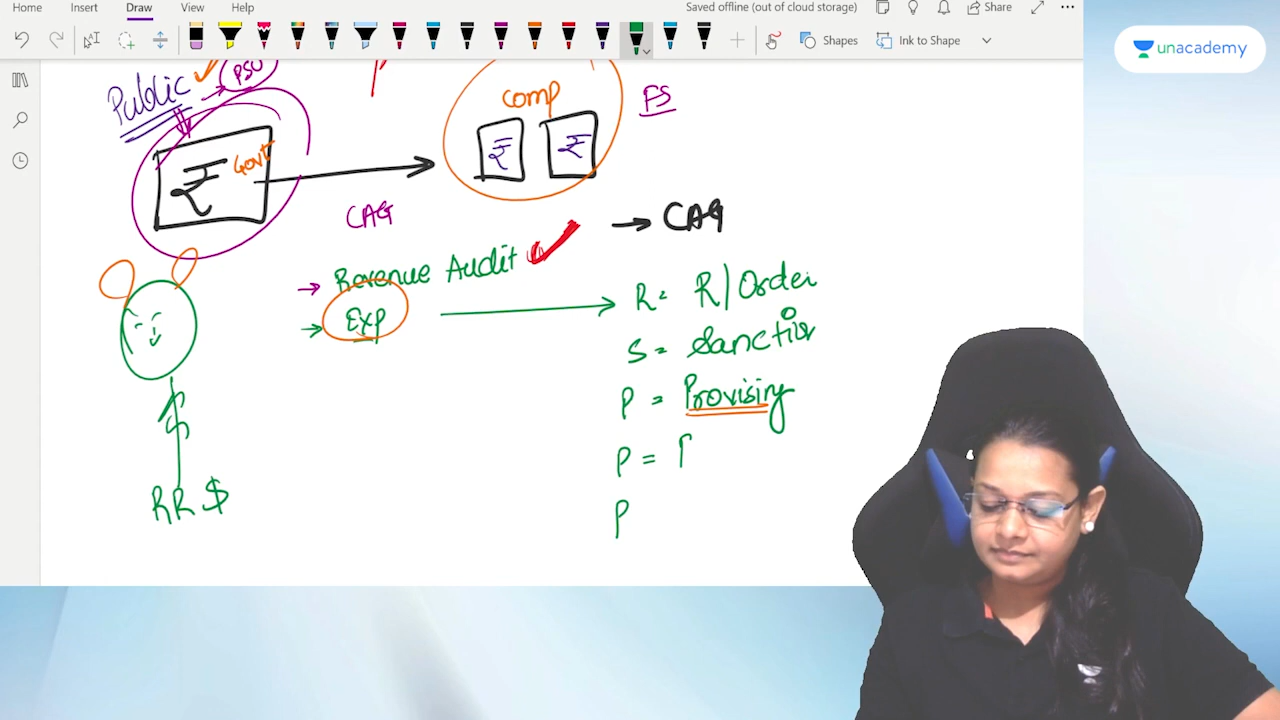 Home Insert Draw View Help
Saved offline (out of cloud storage)
Share
Shapes
Ink to Shape
unacademy
Public
PSU
₹ Govt
Comp
₹ ₹
FS
CAG
→ CAG
→ Revenue Audit
→ Exp
R = R/Order
S = Sanction
P = Provising
P =
P
RR $